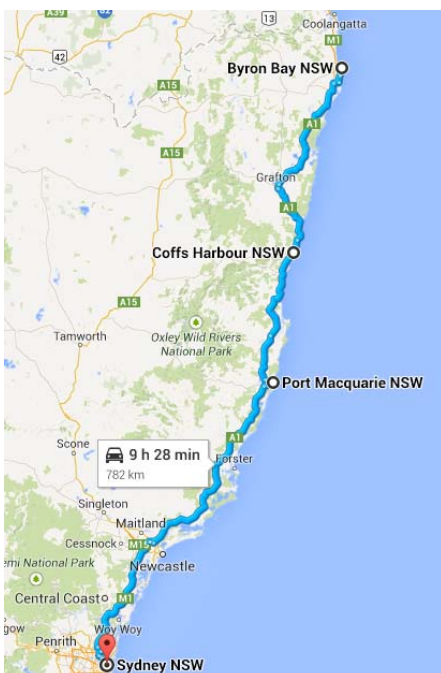 13
Coolangatta
42
M1
Byron Bay NSW
A15
A1
A15
Grafton
A1
Coffs Harbour NSW
A15
Oxley Wild Rivers
National Park
Tamworth
Port Macquarie NSW
A1
9 h 28 min
782 km
Forster
Scone
Singleton
Maitland
Cessnock
M15
Newcastle
emi National Park
Central Coast
M1
gow
Woy Woy
Penrith
Sydney NSW